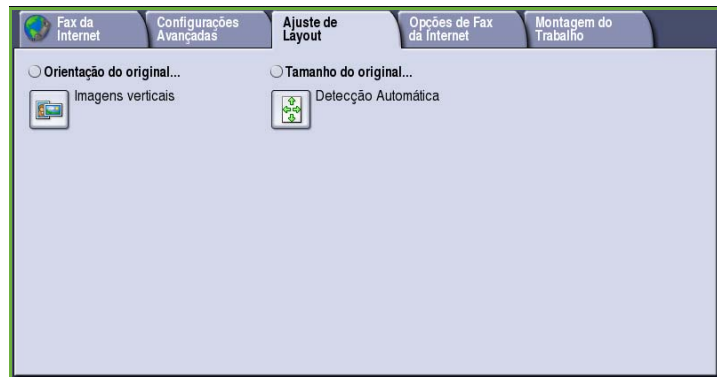 Fax da
Internet
Configurações
Avançadas
Ajuste de
Layout
Opções de Fax
da Internet
Montagem do
Trabalho
Orientação do original...
Imagens verticais
Tamanho do original...
Detecção Automática